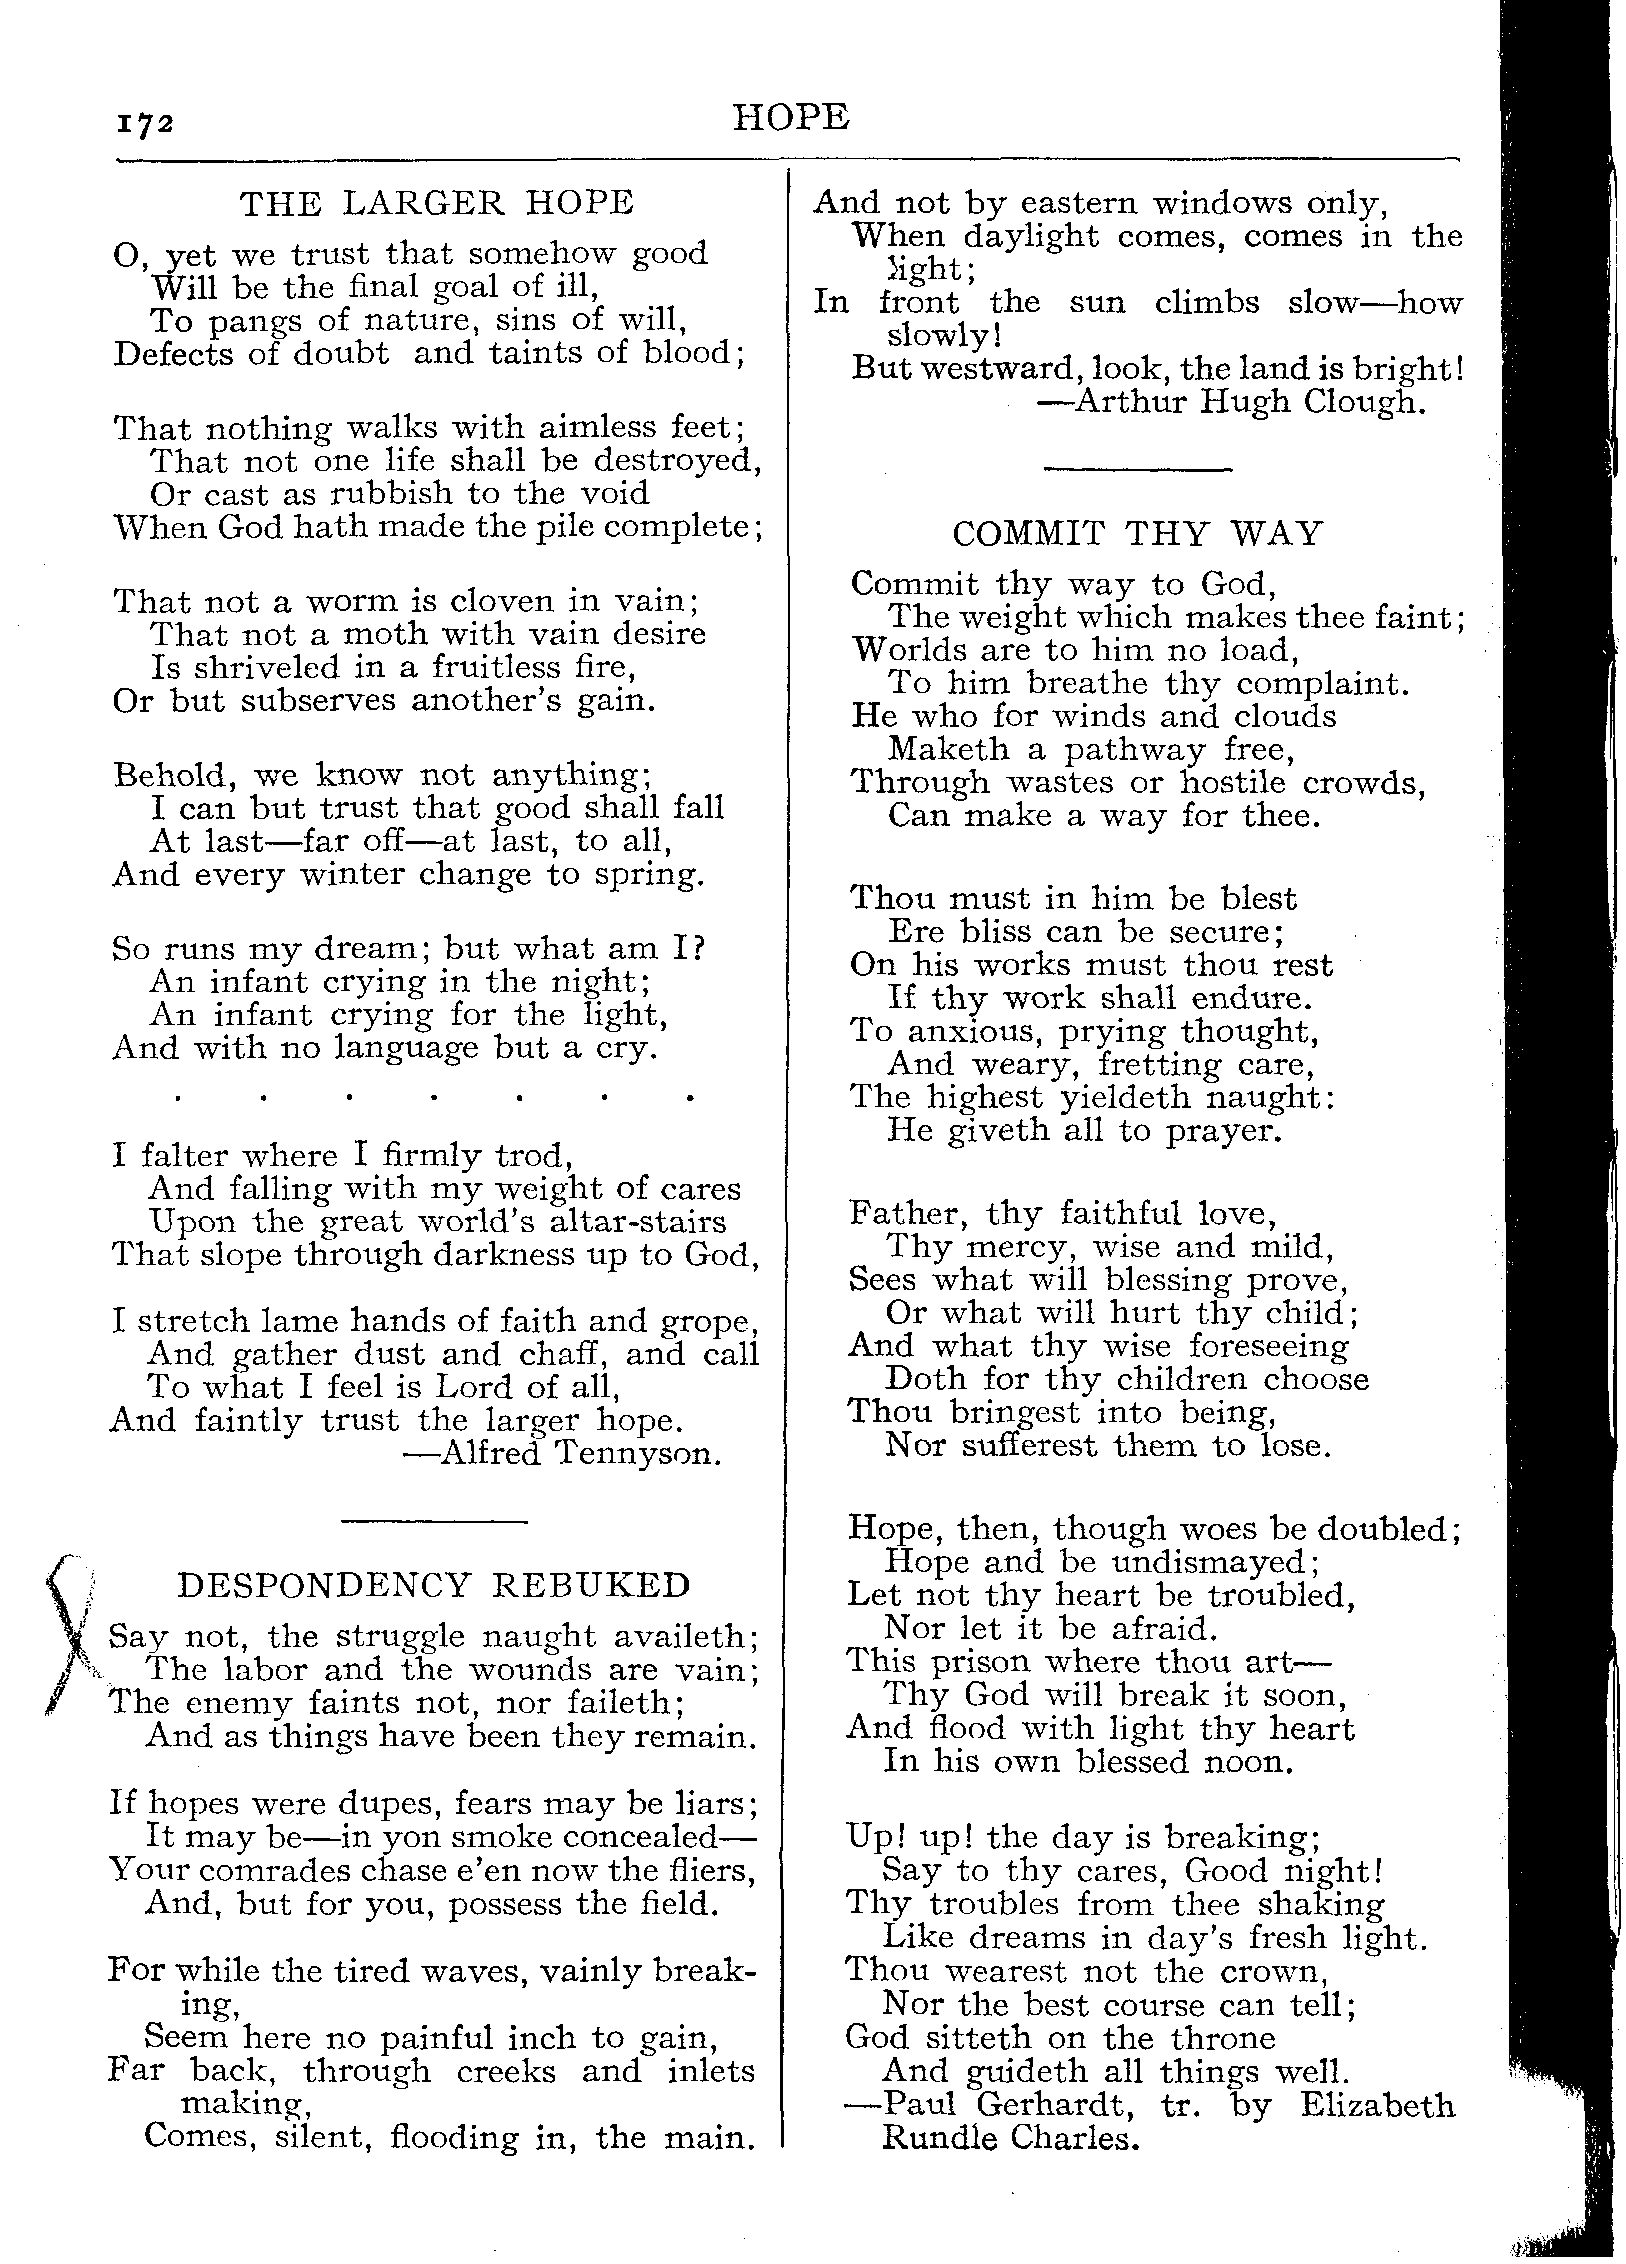 172
HOPE
THE LARGER HOPE
O, yet we trust that somehow good
Will be the final goal of ill,
To pangs of nature, sins of will,
Defects of doubt and taints of blood;
That nothing walks with aimless feet;
That not one life shall be destroyed,
Or cast as rubbish to the void
When God hath made the pile complete;
That not a worm is cloven in vain;
That not a moth with vain desire
Is shriveled in a fruitless fire,
Or but subserves another's gain.
Behold, we know not anything;
I can but trust that good shall fall
At last—far off—at last, to all,
And every winter change to spring.
So runs my dream; but what am I?
An infant crying in the night;
An infant crying for the light,
And with no language but a cry.
. . . . . . .
I falter where I firmly trod,
And falling with my weight of cares
Upon the great world's altar-stairs
That slope through darkness up to God,
I stretch lame hands of faith and grope,
And gather dust and chaff, and call
To what I feel is Lord of all,
And faintly trust the larger hope.
—Alfred Tennyson.
DESPONDENCY REBUKED
Say not, the struggle naught availeth;
The labor and the wounds are vain;
The enemy faints not, nor faileth;
And as things have been they remain.
If hopes were dupes, fears may be liars;
It may be—in yon smoke concealed—
Your comrades chase e'en now the fliers,
And, but for you, possess the field.
For while the tired waves, vainly break-
ing,
Seem here no painful inch to gain,
Far back, through creeks and inlets
making,
Comes, silent, flooding in, the main.
And not by eastern windows only,
When daylight comes, comes in the
light;
In front the sun climbs slow—how
slowly!
But westward, look, the land is bright!
—Arthur Hugh Clough.
COMMIT THY WAY
Commit thy way to God,
The weight which makes thee faint;
Worlds are to him no load,
To him breathe thy complaint.
He who for winds and clouds
Maketh a pathway free,
Through wastes or hostile crowds,
Can make a way for thee.
Thou must in him be blest
Ere bliss can be secure;
On his works must thou rest
If thy work shall endure.
To anxious, prying thought,
And weary, fretting care,
The highest yieldeth naught:
He giveth all to prayer.
Father, thy faithful love,
Thy mercy, wise and mild,
Sees what will blessing prove,
Or what will hurt thy child;
And what thy wise foreseeing
Doth for thy children choose
Thou bringest into being,
Nor sufferest them to lose.
Hope, then, though woes be doubled;
Hope and be undismayed;
Let not thy heart be troubled,
Nor let it be afraid.
This prison where thou art—
Thy God will break it soon,
And flood with light thy heart
In his own blessed noon.
Up! up! the day is breaking;
Say to thy cares, Good night!
Thy troubles from thee shaking
Like dreams in day's fresh light.
Thou wearest not the crown,
Nor the best course can tell;
God sitteth on the throne
And guideth all things well.
—Paul Gerhardt, tr. by Elizabeth
Rundle Charles.